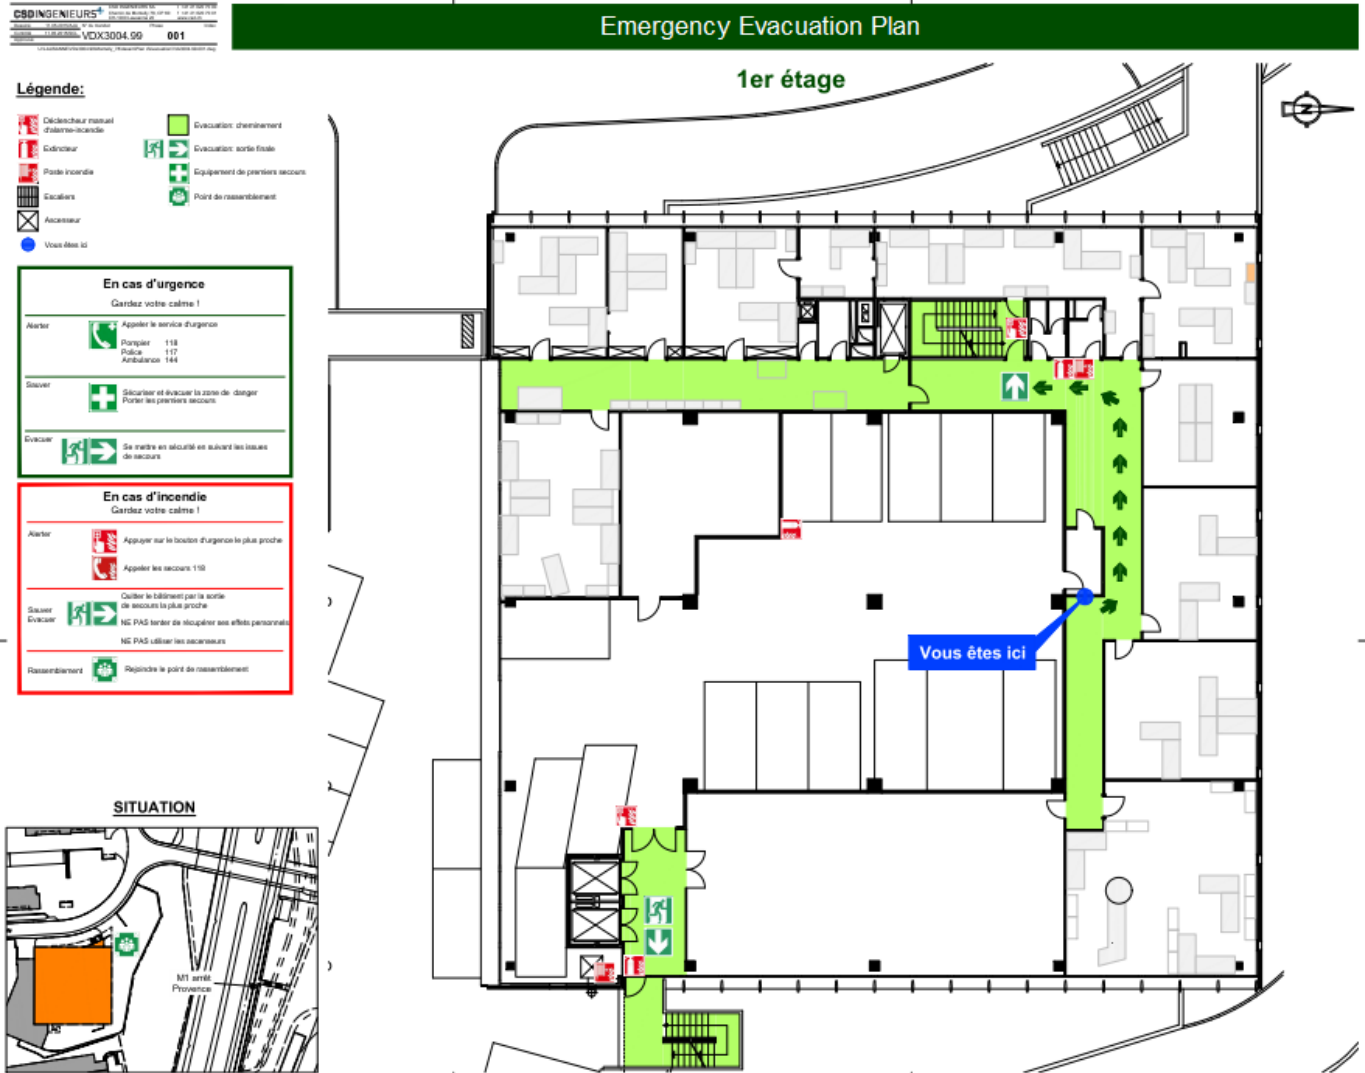 CSDINGENIEURS+
VDX3004.99 001
Emergency Evacuation Plan
1er étage
Légende:
Déclencheur manuel
d'alarme-incendie
Extincteur
Poste incendie
Escaliers
Ascenseur
Vous êtes ici
Evacuation: cheminement
Evacuation: sortie finale
Equipement de premiers secours
Point de rassemblement
N
En cas d'urgence
Gardez votre calme !
Alerter
Appeler le service d'urgence
Pompier 118
Police 117
Ambulance 144
Sauver
Sécuriser et évacuer la zone de danger
Porter les premiers secours
Evacuer
Se mettre en sécurité en suivant les issues
de secours
En cas d'incendie
Gardez votre calme !
Alerter
Appuyer sur le bouton d'urgence le plus proche
Appeler les secours 118
Sauver
Evacuer
Quitter le bâtiment par la sortie
de secours la plus proche
NE PAS tenter de récupérer ses effets personnels
NE PAS utiliser les ascenseurs
Rassemblement
Rejoindre le point de rassemblement
Vous êtes ici
SITUATION
M1 arrêt
Provence